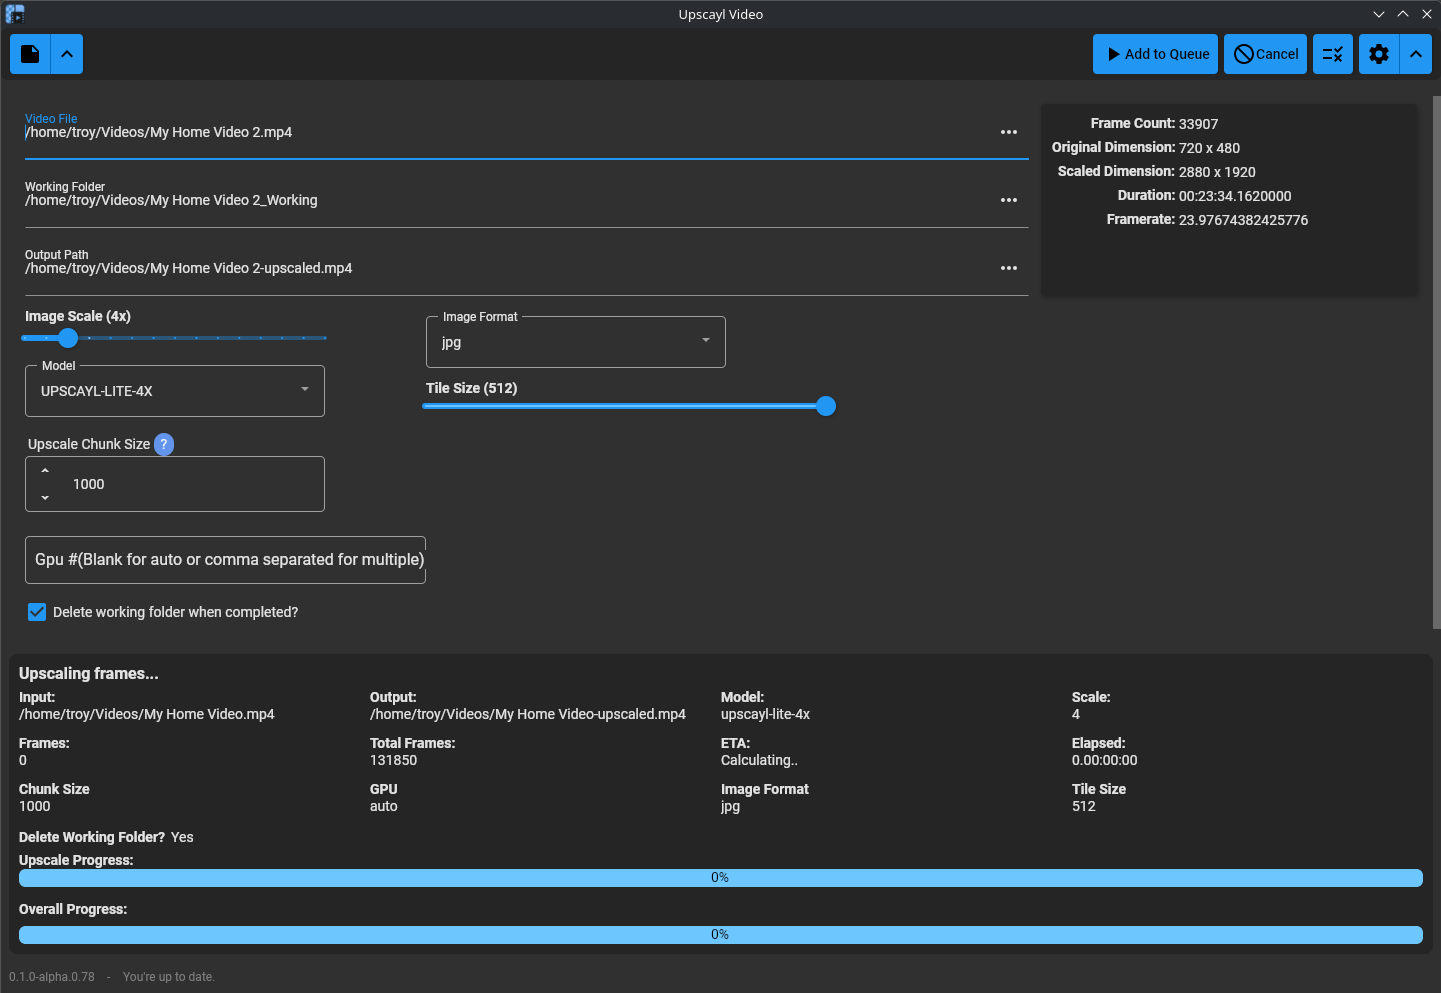 Upscayl Video
Add to Queue
Cancel
Video File
/home/troy/Videos/My Home Video 2.mp4
Working Folder
/home/troy/Videos/My Home Video 2_Working
Output Path
/home/troy/Videos/My Home Video 2-upscaled.mp4
Frame Count: 33907
Original Dimension: 720 x 480
Scaled Dimension: 2880 x 1920
Duration: 00:23:34.1620000
Framerate: 23.97674382425776
Image Scale (4x)
Model
UPSCAYL-LITE-4X
Upscale Chunk Size ?
1000
Image Format
jpg
Tile Size (512)
Gpu #(Blank for auto or comma separated for multiple)
Delete working folder when completed?
Upscaling frames...
Input:
/home/troy/Videos/My Home Video.mp4
Output:
/home/troy/Videos/My Home Video-upscaled.mp4
Model:
upscayl-lite-4x
Scale:
4
Frames:
0
Total Frames:
131850
ETA:
Calculating..
Elapsed:
0.00:00:00
Chunk Size
1000
GPU
auto
Image Format
jpg
Tile Size
512
Delete Working Folder? Yes
Upscale Progress:
0%
Overall Progress:
0%
0.1.0-alpha.0.78 - You're up to date.